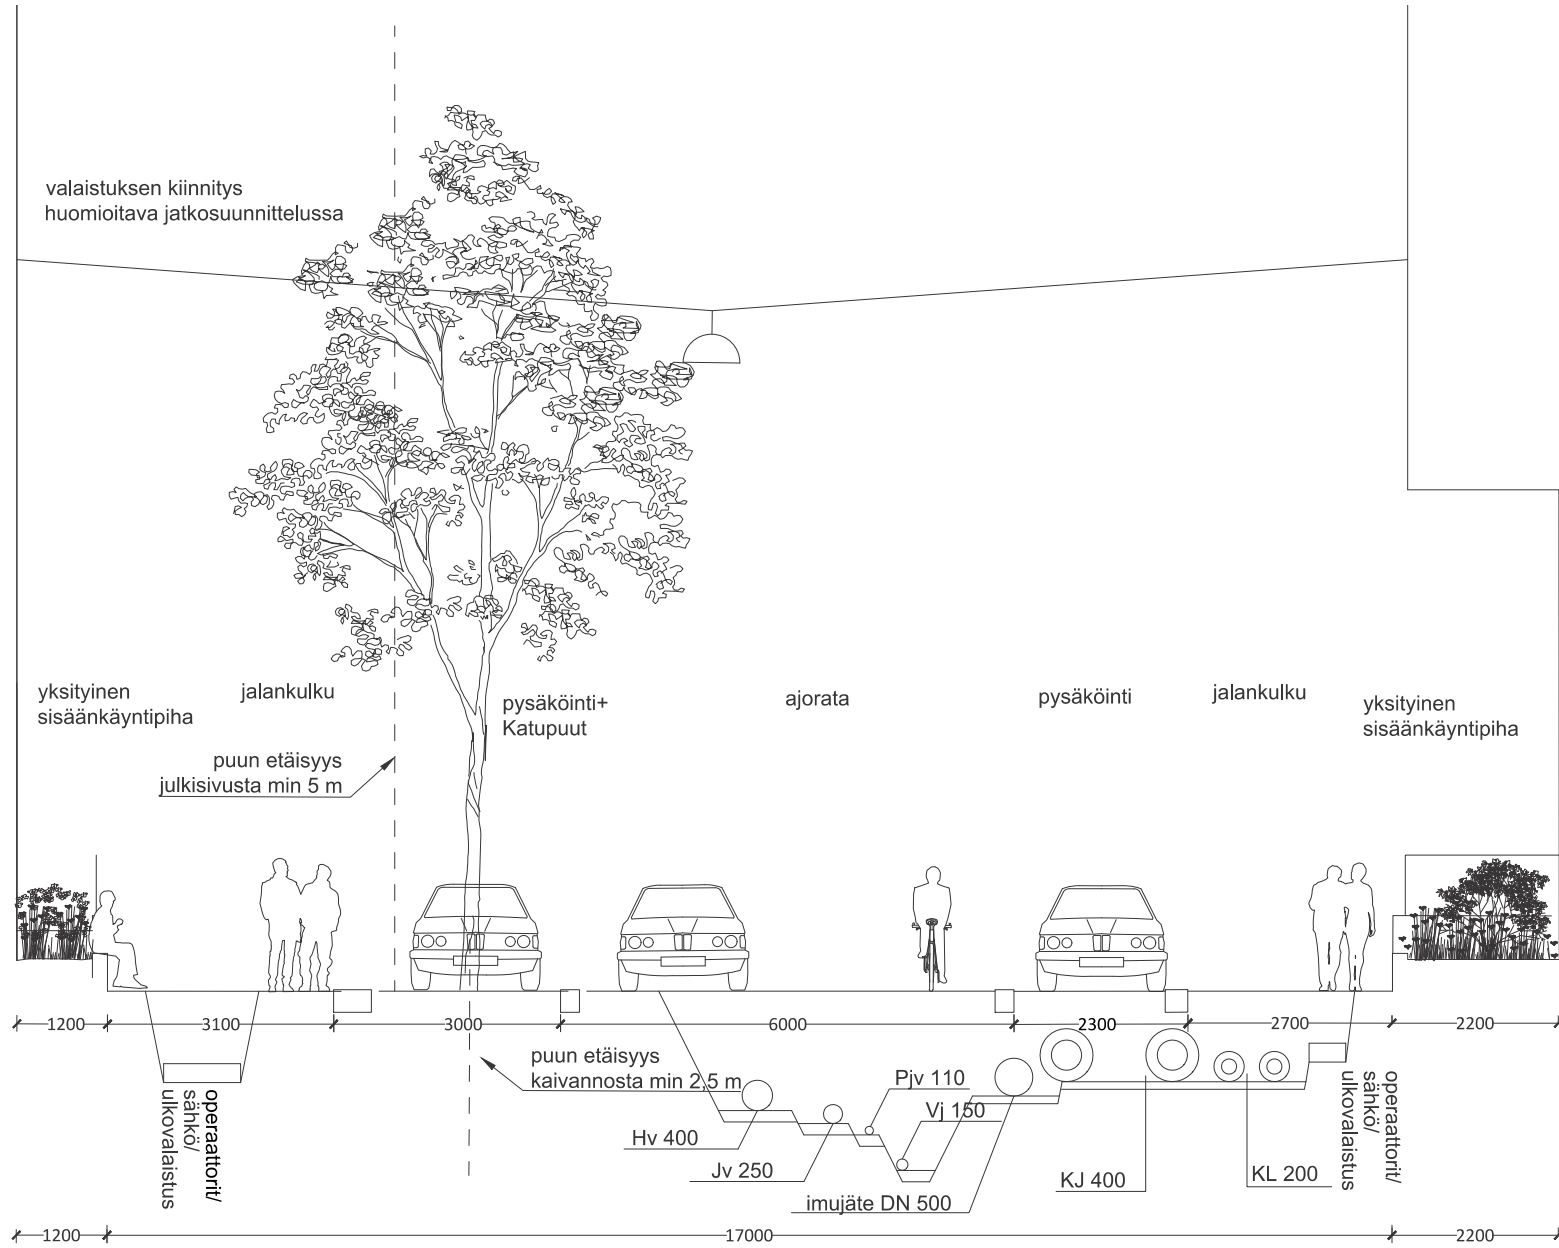 valaistuksen kiinnitys
huomioitava jatkosuunnittelussa
yksityinen
sisäänkäyntipiha
jalankulku
pysäköinti+
Katupuut
ajorata
pysäköinti
jalankulku
yksityinen
sisäänkäyntipiha
puun etäisyys
julkisivusta min 5 m
1200
3100
3000
6000
2300
2700
2200
puun etäisyys
kaivannosta min 2,5 m
Pjv 110
Vj 150
Hv 400
Jv 250
imujäte DN 500
KJ 400
KL 200
operaattorit/
sähkö/
ulkovalaistus
operaattorit/
sähkö/
ulkovalaistus
1200
17000
2200